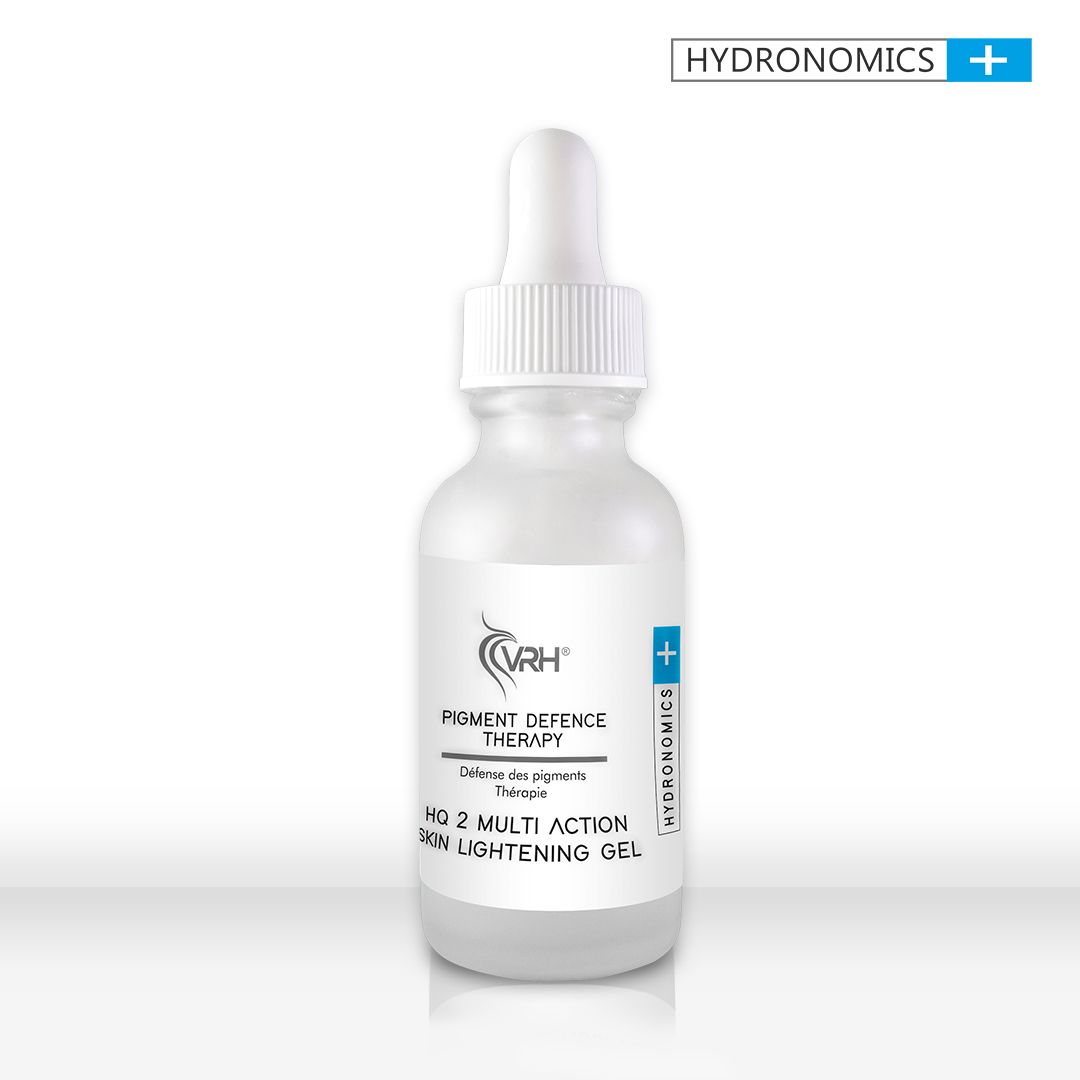 HYDRONOMICS +
VRH®
PIGMENT DEFENCE
THERAPY
Défense des pigments
Thérapie
HQ 2 MULTI ACTION
SKIN LIGHTENING GEL
HYDRONOMICS +